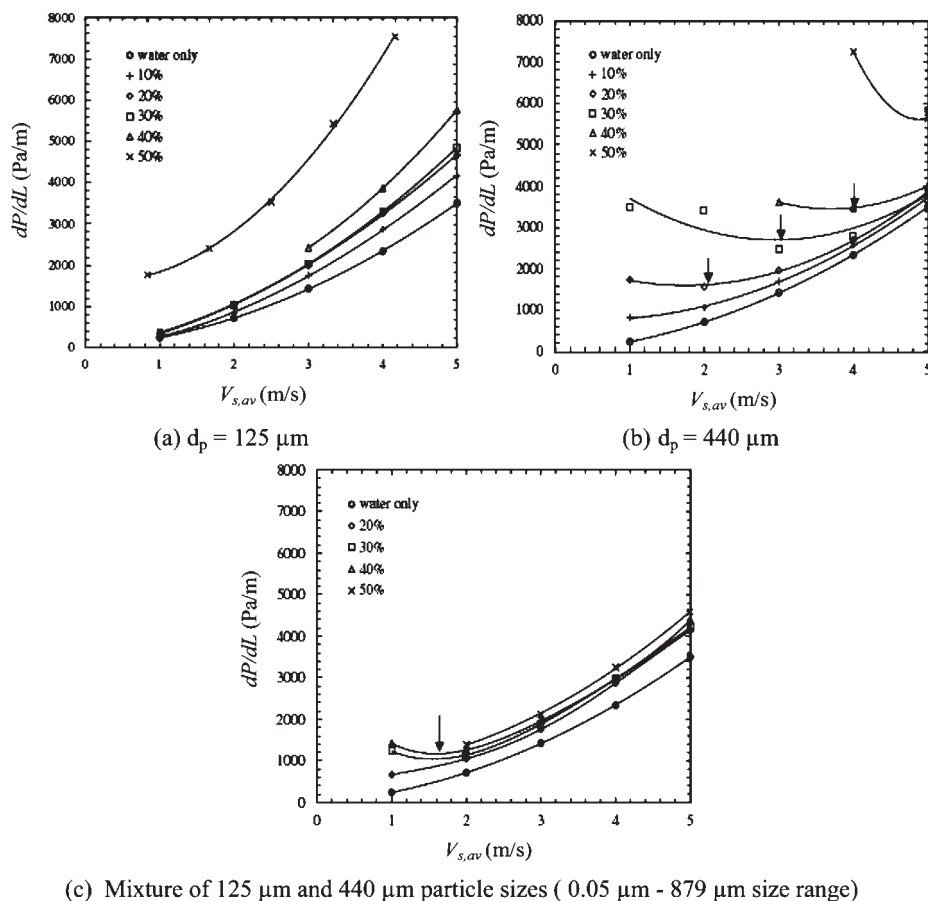 8000
7000
6000
5000
4000
3000
2000
1000
0
dP/dL (Pa/m)
water only
10%
20%
30%
40%
50%
0 1 2 3 4 5
V_{s,av} (m/s)
(a) d_p = 125 µm
8000
7000
6000
5000
4000
3000
2000
1000
0
dP/dL (Pa/m)
water only
10%
20%
30%
40%
50%
0 1 2 3 4 5
V_{s,av} (m/s)
(b) d_p = 440 µm
8000
7000
6000
5000
4000
3000
2000
1000
0
dP/dL (Pa/m)
water only
20%
30%
40%
50%
0 1 2 3 4 5
V_{s,av} (m/s)
(c) Mixture of 125 µm and 440 µm particle sizes ( 0.05 µm - 879 µm size range)